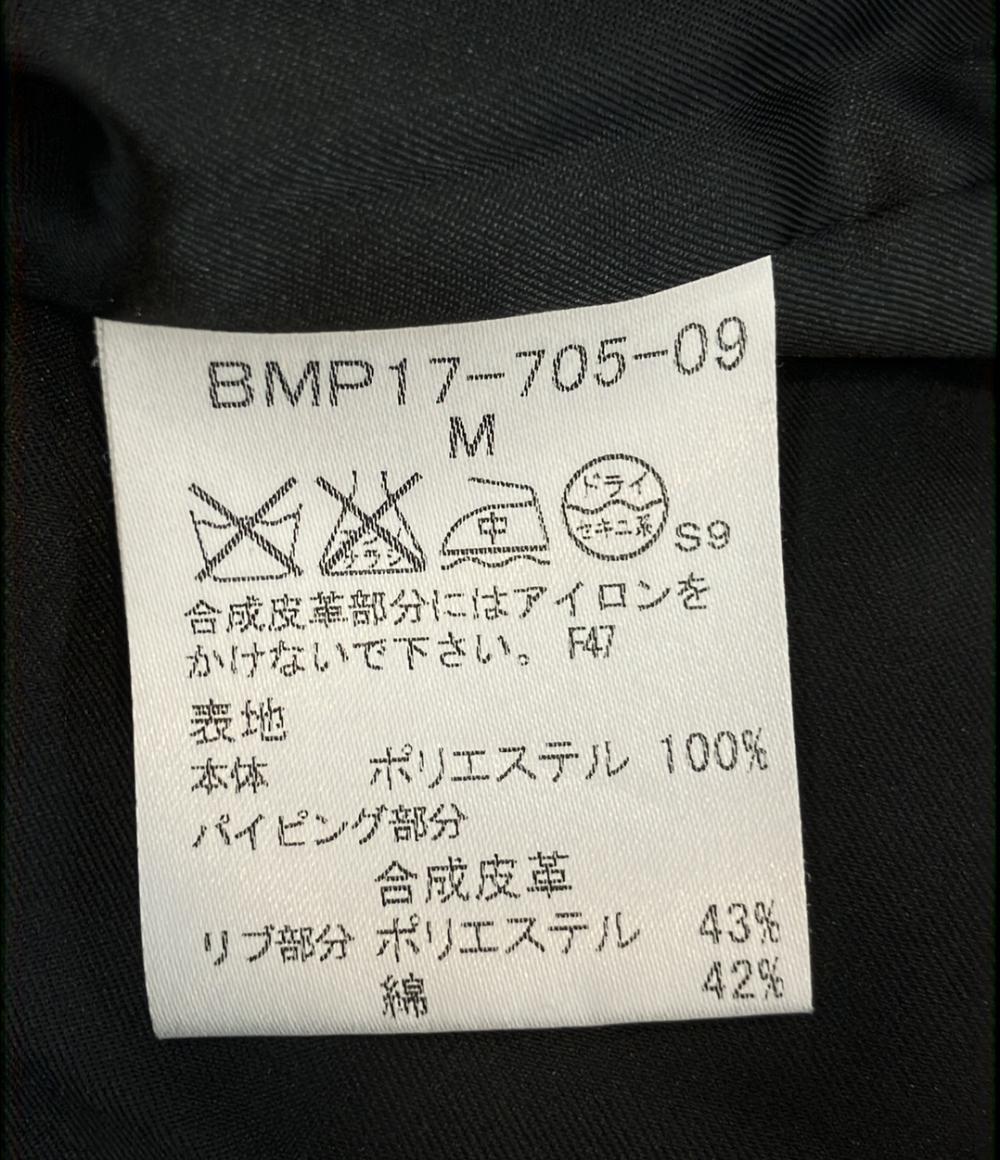 BMP17-705-09
M
中
ドライ
セキユ系
S9
合成皮革部分にはアイロンを
かけないで下さい。 F47
表地
本体 ポリエステル 100%
パイピング部分
合成皮革
リブ部分 ポリエステル 43%
綿 42%